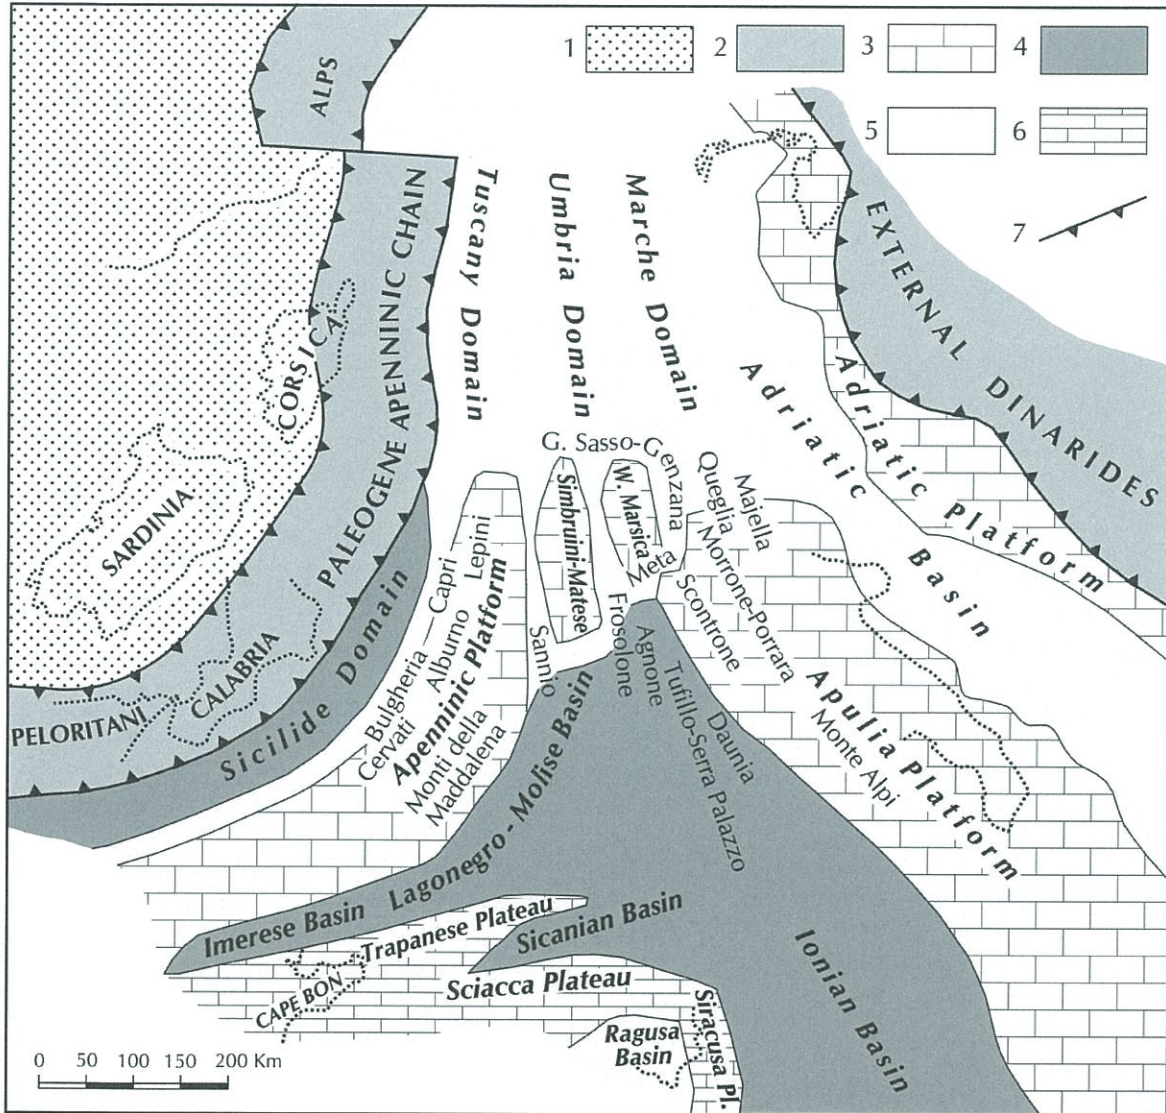 1
2
3
4
5
6
7
ALPS
PALEOGENE APENNINIC CHAIN
Tuscany Domain
Umbria Domain
Marche Domain
EXTERNAL DINARIDES
Adriatic Platform
Adriatic Basin
CORSICA
SARDINIA
CALABRIA
PELORITANI
Sicilide Domain
G. Sasso-Genzana
Simbruini-Matese
W. Marsica
Meta
Queglia
Majella
Morrone-Porrara
Scontrone
Lepini
Capri
Alburno
Bulgheria
Cervati
Apenninic Platform
Monti della
Maddalena
Sannio
Frosolone
Agnone
Tufillo-Serra Palazzo
Daunia
Apulia Platform
Monte Alpi
Lagonegro - Molise Basin
Imerese Basin
Trapanese Plateau
Sicanian Basin
CAPE BON
Sciacca Plateau
Siracusa Pl.
Ragusa
Basin
Ionian Basin
0 50 100 150 200 Km